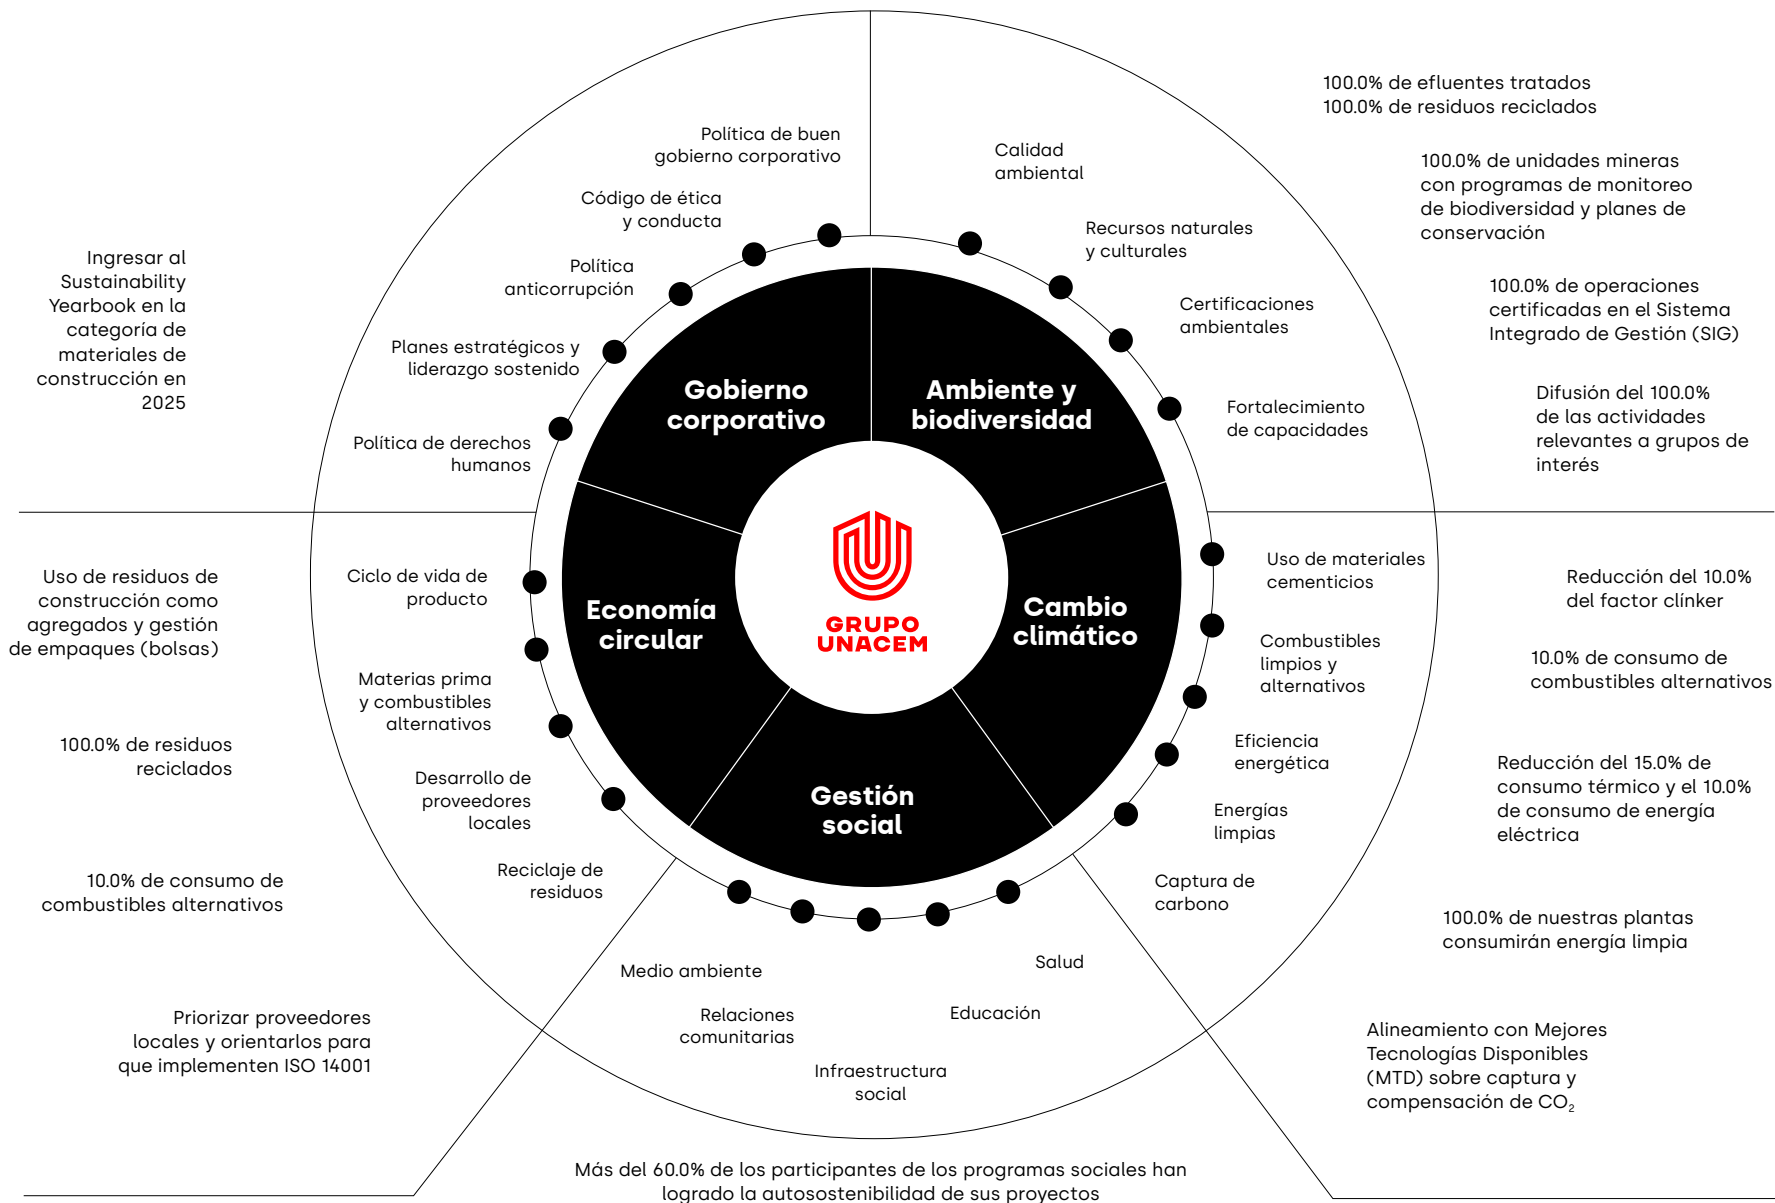 Política de buen
gobierno corporativo
Código de ética
y conducta
Política
anticorrupción
Planes estratégicos y
liderazgo sostenido
Política de derechos
humanos
Ingresar al
Sustainability
Yearbook en la
categoría de
materiales de
construcción en
2025
Gobierno
corporativo
Calidad
ambiental
Recursos naturales
y culturales
Certificaciones
ambientales
Fortalecimiento
de capacidades
100.0% de efluentes tratados
100.0% de residuos reciclados
100.0% de unidades mineras
con programas de monitoreo
de biodiversidad y planes de
conservación
100.0% de operaciones
certificadas en el Sistema
Integrado de Gestión (SIG)
Difusión del 100.0%
de las actividades
relevantes a grupos de
interés
Ambiente y
biodiversidad
GRUPO
UNACEM
Economía
circular
Ciclo de vida de
producto
Materias prima
y combustibles
alternativos
Desarrollo de
proveedores
locales
Reciclaje de
residuos
Uso de residuos de
construcción como
agregados y gestión
de empaques (bolsas)
100.0% de residuos
reciclados
10.0% de consumo de
combustibles alternativos
Priorizar proveedores
locales y orientarlos para
que implementen ISO 14001
Cambio
climático
Uso de materiales
cementicios
Combustibles
limpios y
alternativos
Eficiencia
energética
Energías
limpias
Captura de
carbono
Reducción del 10.0%
del factor clínker
10.0% de consumo de
combustibles alternativos
Reducción del 15.0% de
consumo térmico y el 10.0%
de consumo de energía
eléctrica
100.0% de nuestras plantas
consumirán energía limpia
Alineamiento con Mejores
Tecnologías Disponibles
(MTD) sobre captura y
compensación de CO₂
Gestión
social
Medio ambiente
Relaciones
comunitarias
Infraestructura
social
Educación
Salud
Más del 60.0% de los participantes de los programas sociales han
logrado la autosostenibilidad de sus proyectos